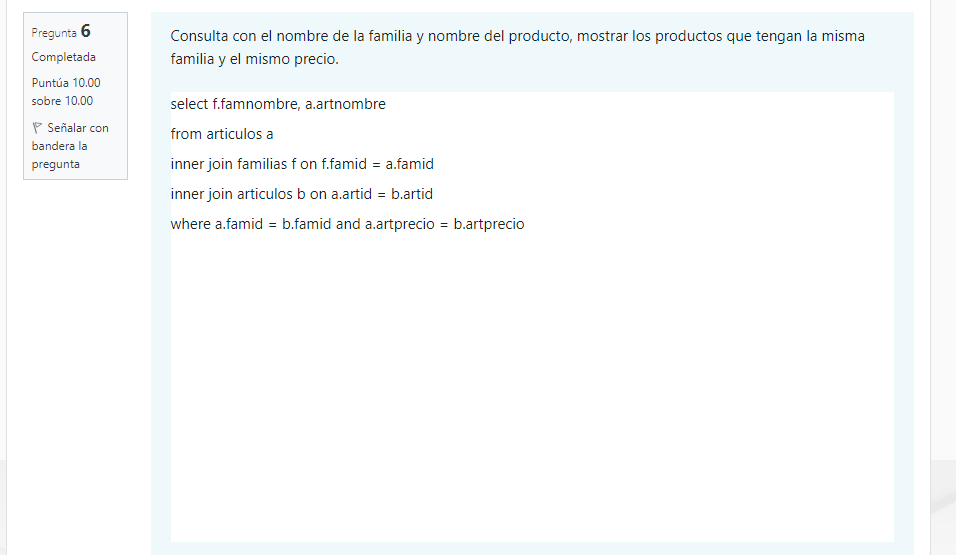 Pregunta 6
Completada
Puntúa 10.00
sobre 10.00
Señalar con
bandera la
pregunta
Consulta con el nombre de la familia y nombre del producto, mostrar los productos que tengan la misma
familia y el mismo precio.
select f.famnombre, a.artnombre
from articulos a
inner join familias f on f.famid = a.famid
inner join articulos b on a.artid = b.artid
where a.famid = b.famid and a.artprecio = b.artprecio